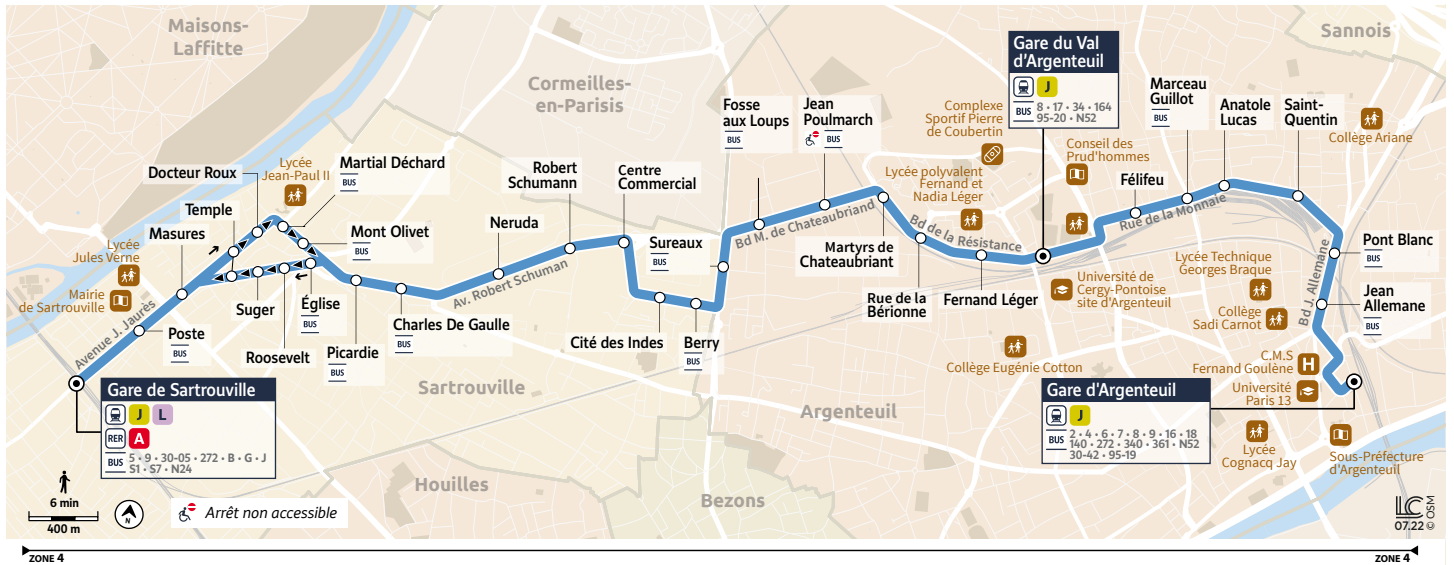 Maisons-
Laffitte
Cormeilles-
en-Parisis
Sannois
Sartrouville
Houilles
Bezons
Argenteuil
Gare de Sartrouville
J L
RER A
BUS 5 • 9 • 30-05 • 272 • B • G • J
S1 • S7 • N24
Mairie
de Sartrouville
Lycée
Jules Verne
Avenue J. Jaurès
Poste
BUS
Masures
Temple
Docteur Roux
Lycée
Jean-Paul II
Martial Déchard
BUS
Mont Olivet
BUS
Suger
Roosevelt
Église
BUS
Picardie
BUS
Charles De Gaulle
BUS
Av. Robert Schuman
Neruda
Robert
Schumann
Centre
Commercial
Cité des Indes
Berry
BUS
Sureaux
BUS
Fosse
aux Loups
BUS
Jean
Poulmarch
BUS
Bd M. de Chateaubriand
Martyrs de
Chateaubriant
Rue de la
Bérionne
Bd de la Résistance
Fernand Léger
Complexe
Sportif Pierre
de Coubertin
Lycée polyvalent
Fernand et
Nadia Léger
Gare du Val
d'Argenteuil
J
BUS 8 • 17 • 34 • 164
95-20 • N52
Conseil des
Prud'hommes
Université de
Cergy-Pontoise
site d'Argenteuil
Collège Eugénie Cotton
Félifeu
Rue de la Monnaie
Marceau
Guillot
BUS
Anatole
Lucas
Saint-
Quentin
Collège Ariane
Pont Blanc
BUS
Jean
Allemane
BUS
Bd J. Allemane
Lycée Technique
Georges Braque
Collège
Sadi Carnot
C.M.S
Fernand Goulène
H
Université
Paris 13
Gare d'Argenteuil
J
BUS 2 • 4 • 6 • 7 • 8 • 9 • 16 • 18
140 • 272 • 340 • 361 • N52
30-42 • 95-19
Lycée
Cognacq Jay
Sous-Préfecture
d'Argenteuil
6 min
400 m
N
Arrêt non accessible
LC
07.22 © OSM
ZONE 4
ZONE 4